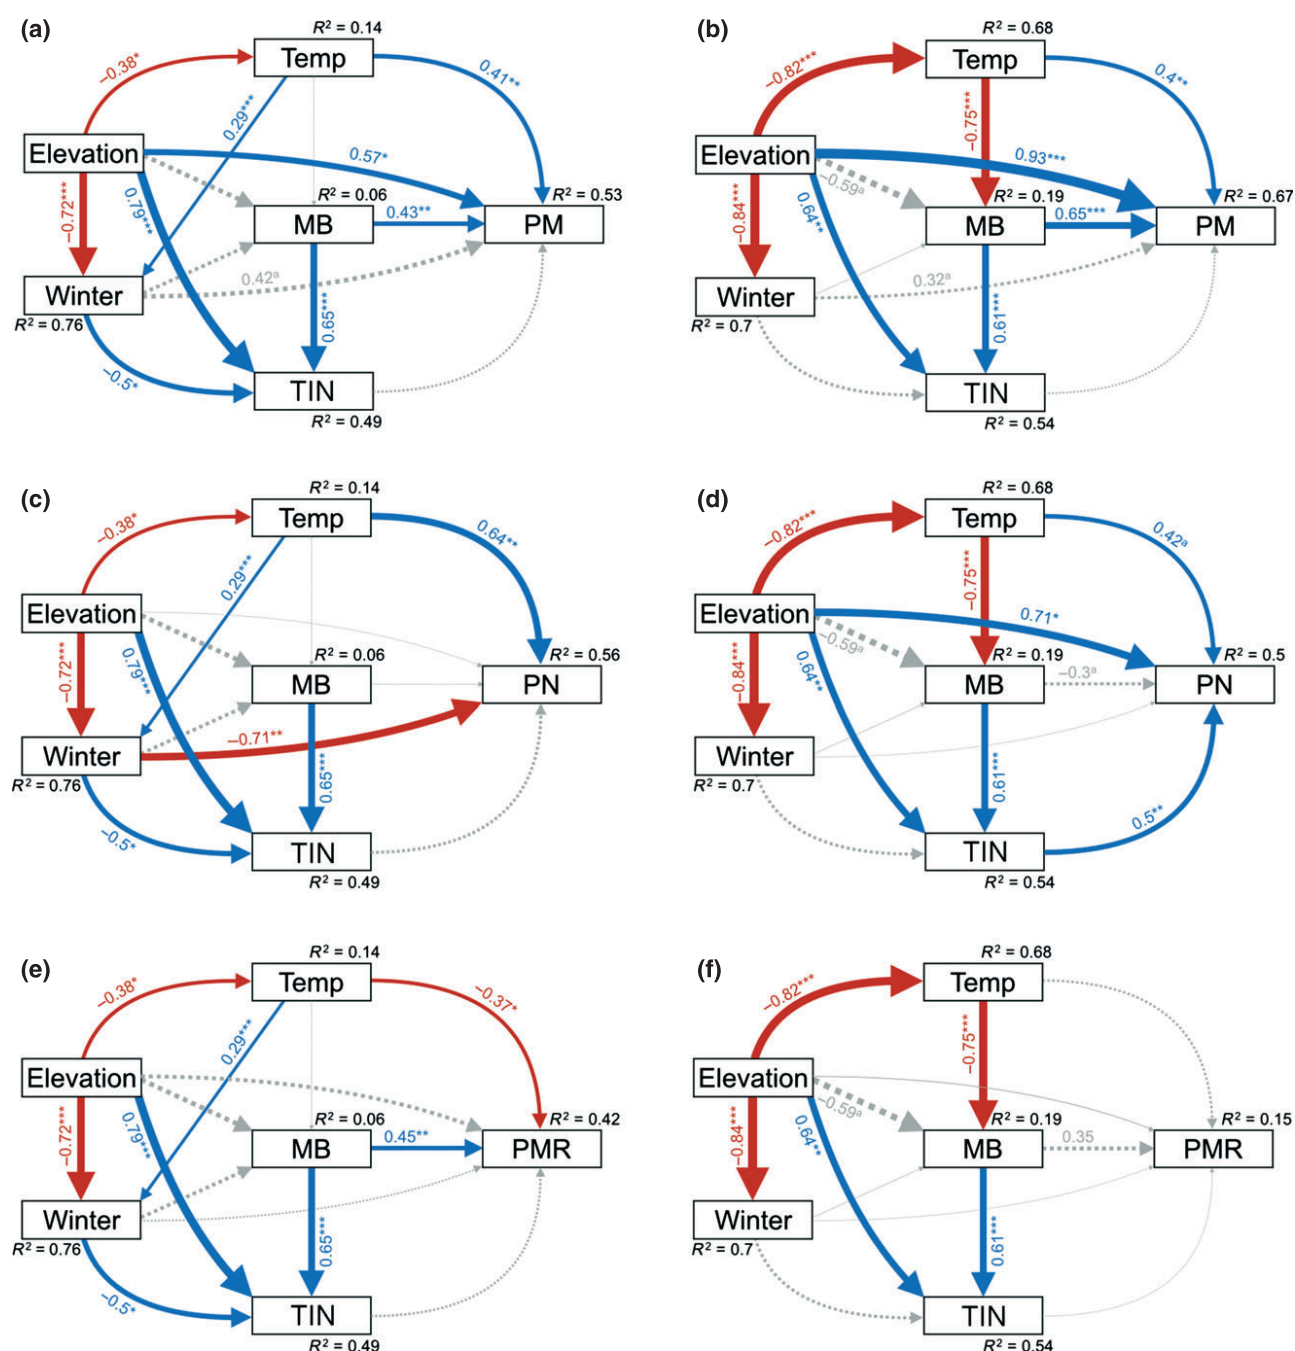 (a)
R² = 0.14
Temp
–0.38*
0.41**
0.29***
Elevation
0.57*
R² = 0.06
R² = 0.53
MB
0.43**
PM
–0.72***
0.79***
Winter
0.42ᵃ
R² = 0.76
0.65***
–0.5*
TIN
R² = 0.49
(b)
R² = 0.68
Temp
–0.82***
0.4**
–0.75***
Elevation
0.93***
–0.59ᵃ
R² = 0.19
R² = 0.67
MB
0.65***
PM
–0.84***
0.64**
Winter
0.32ᵃ
R² = 0.7
0.61***
TIN
R² = 0.54
(c)
R² = 0.14
Temp
–0.38*
0.64**
0.29***
Elevation
R² = 0.06
R² = 0.56
MB
PN
–0.72***
0.79***
Winter
–0.71**
R² = 0.76
0.65***
–0.5*
TIN
R² = 0.49
(d)
R² = 0.68
Temp
–0.82***
0.42ᵃ
–0.75***
Elevation
0.71*
–0.59ᵃ
R² = 0.19
R² = 0.5
MB
–0.3ᵃ
PN
–0.84***
0.64**
Winter
R² = 0.7
0.61***
0.5**
TIN
R² = 0.54
(e)
R² = 0.14
Temp
–0.38*
–0.37*
0.29***
Elevation
R² = 0.06
R² = 0.42
MB
0.45**
PMR
–0.72***
0.79***
Winter
R² = 0.76
0.65***
–0.5*
TIN
R² = 0.49
(f)
R² = 0.68
Temp
–0.82***
–0.75***
Elevation
–0.59ᵃ
R² = 0.19
R² = 0.15
MB
0.35
PMR
–0.84***
0.64**
Winter
R² = 0.7
0.61***
TIN
R² = 0.54